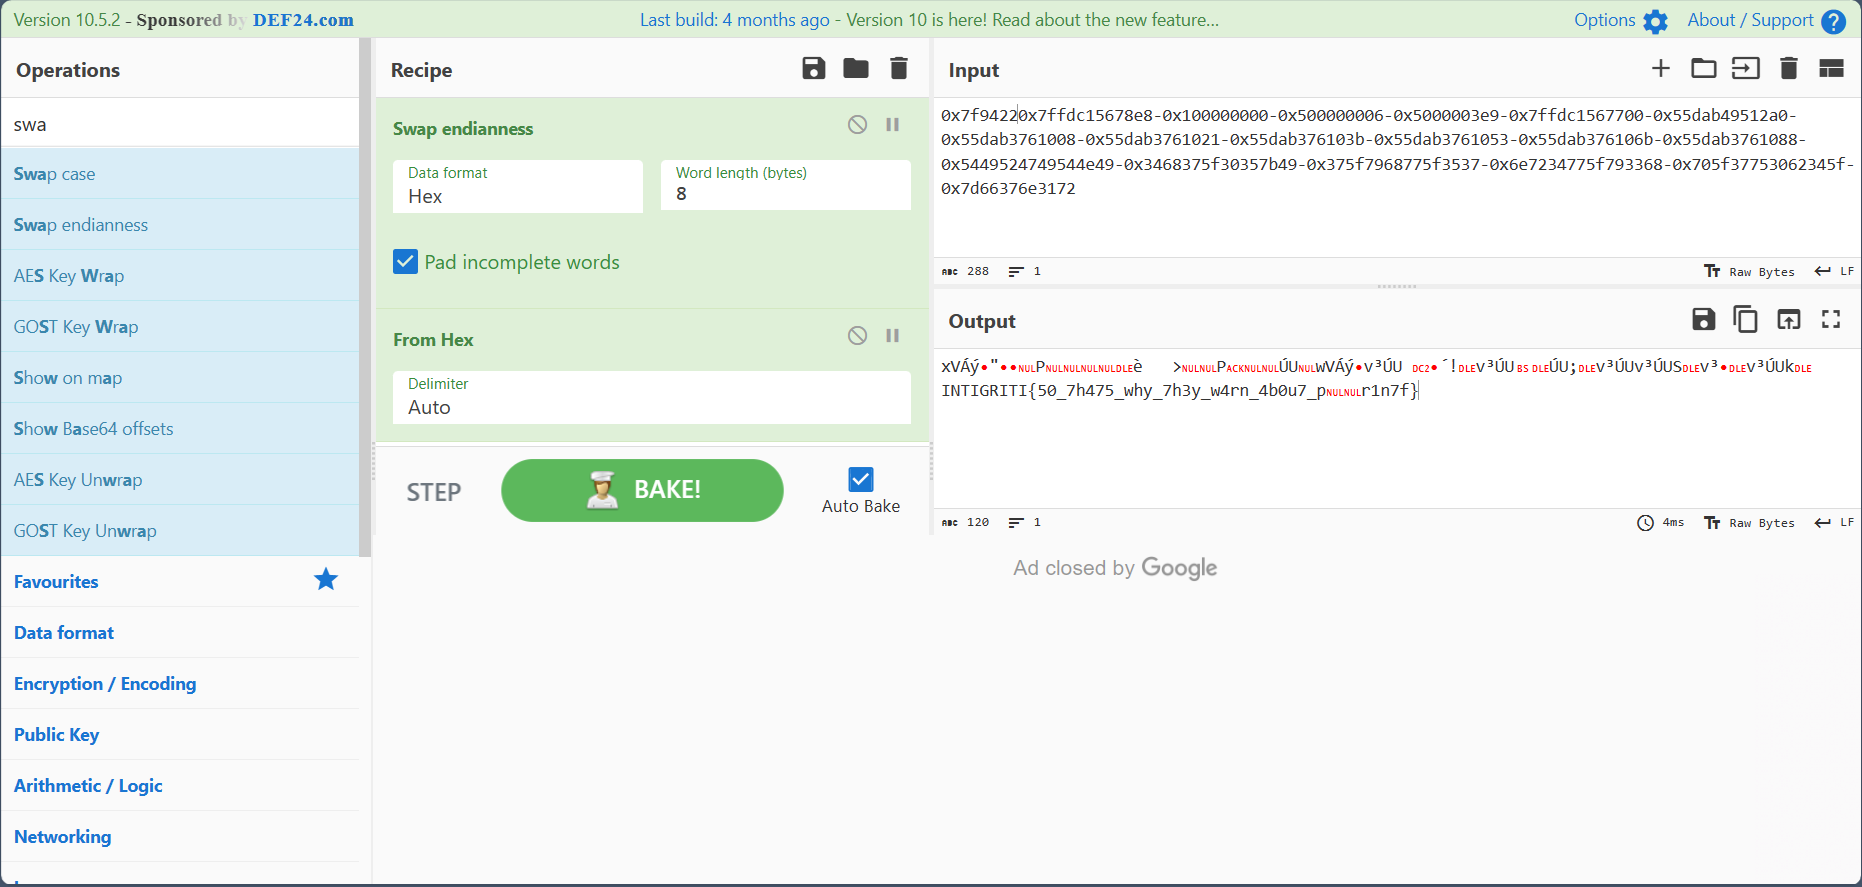 Version 10.5.2 - Sponsored by DEF24.com
Last build: 4 months ago - Version 10 is here! Read about the new feature...
Options
About / Support
Operations
swa
Swap case
Swap endianness
AES Key Wrap
GOST Key Wrap
Show on map
Show Base64 offsets
AES Key Unwrap
GOST Key Unwrap
Favourites
Data format
Encryption / Encoding
Public Key
Arithmetic / Logic
Networking
Recipe
Swap endianness
Data format
Hex
Word length (bytes)
8
Pad incomplete words
From Hex
Delimiter
Auto
STEP
BAKE!
Auto Bake
Input
0x7f94220x7ffdc15678e8-0x100000000-0x500000006-0x5000003e9-0x7ffdc1567700-0x55dab49512a0-
0x55dab3761008-0x55dab3761021-0x55dab376103b-0x55dab3761053-0x55dab376106b-0x55dab3761088-
0x5449524749544e49-0x3468375f30357b49-0x375f7968775f3537-0x6e7234775f793368-0x705f37753062345f-
0x7d66376e3172
ABC 288 1
Raw Bytes LF
Output
xVÁý•"••NULPNULNULNULNULDLEè >NULNULPACKNULNULÚUNULwVÁý•v³ÚU DC2•´!DLEv³ÚUBSDLEÚU;DLEv³ÚUv³ÚUSDLEv³•DLEv³ÚUkDLE
INTIGRITI{50_7h475_why_7h3y_w4rn_4b0u7_pNULNULr1n7f}
ABC 120 1
4ms Raw Bytes LF
Ad closed by Google